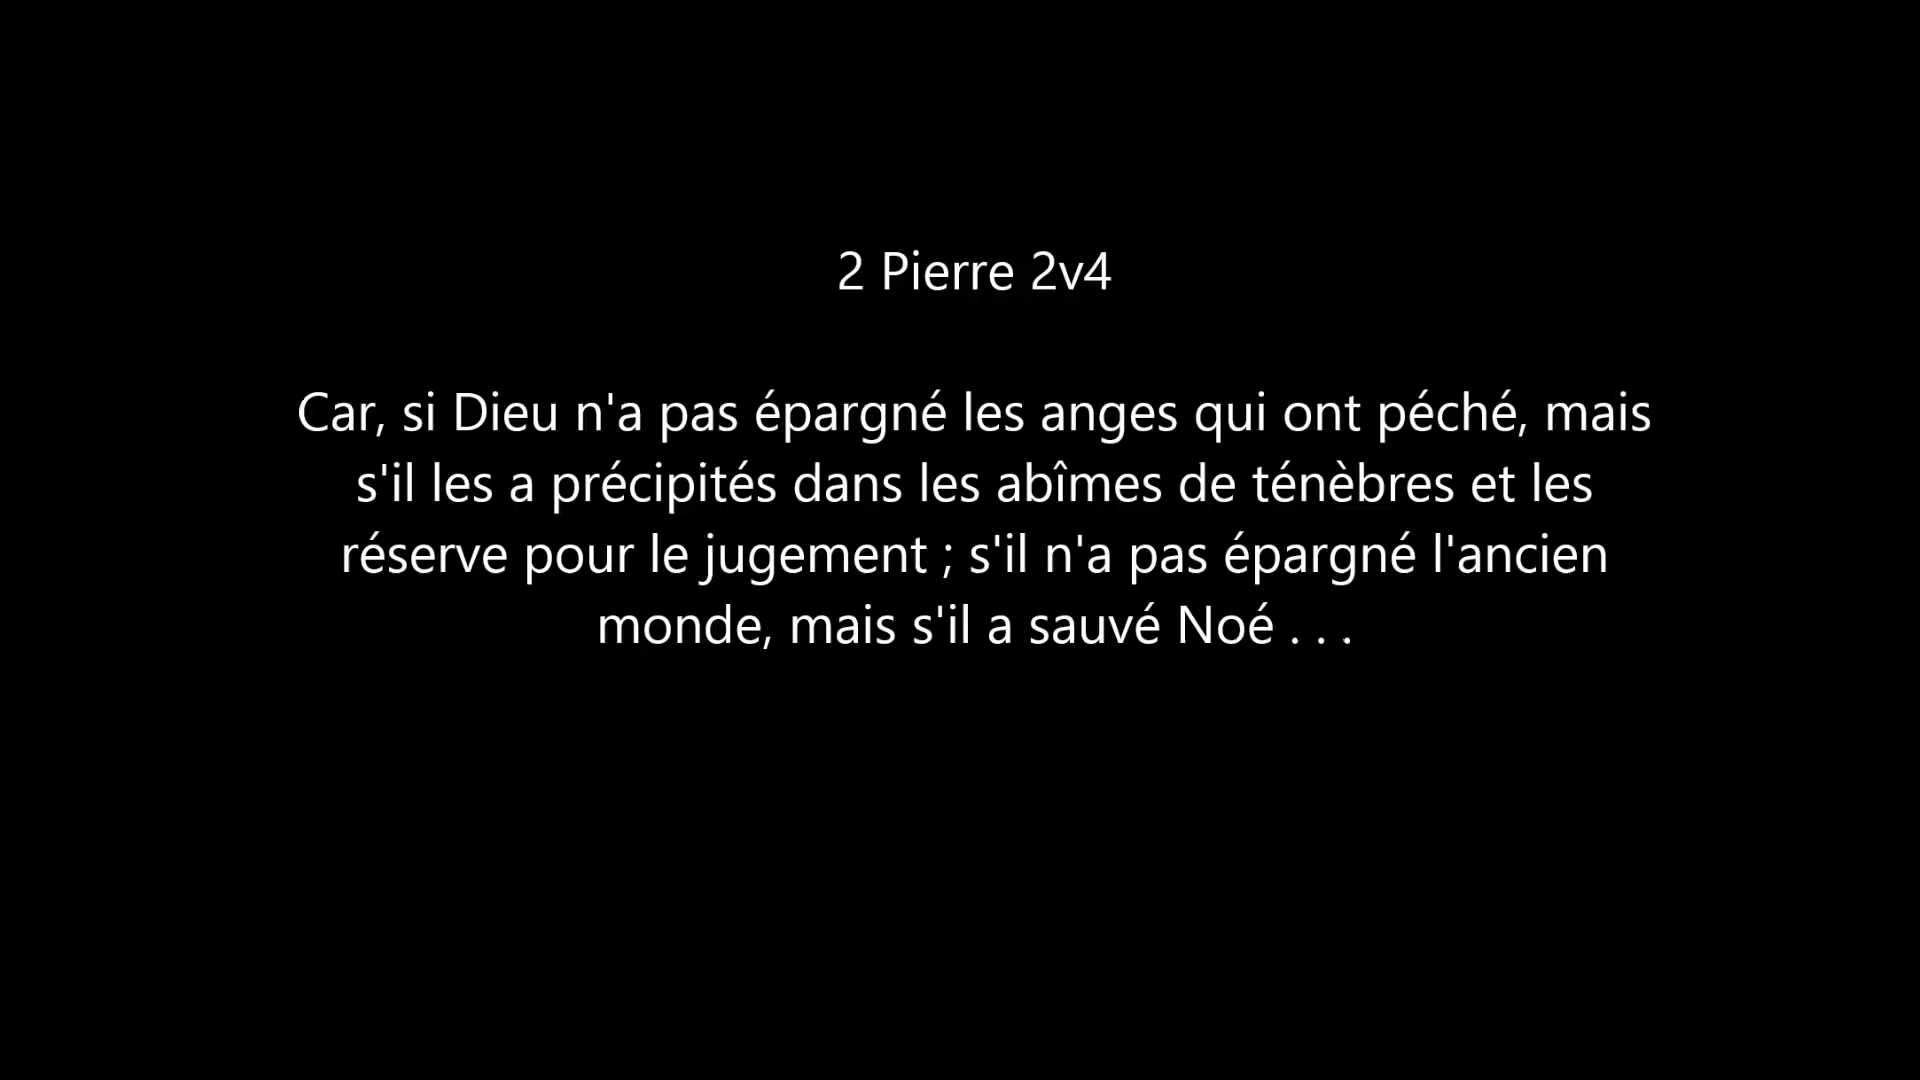 2 Pierre 2v4
Car, si Dieu n'a pas épargné les anges qui ont péché, mais
s'il les a précipités dans les abîmes de ténèbres et les
réserve pour le jugement ; s'il n'a pas épargné l'ancien
monde, mais s'il a sauvé Noé . . .